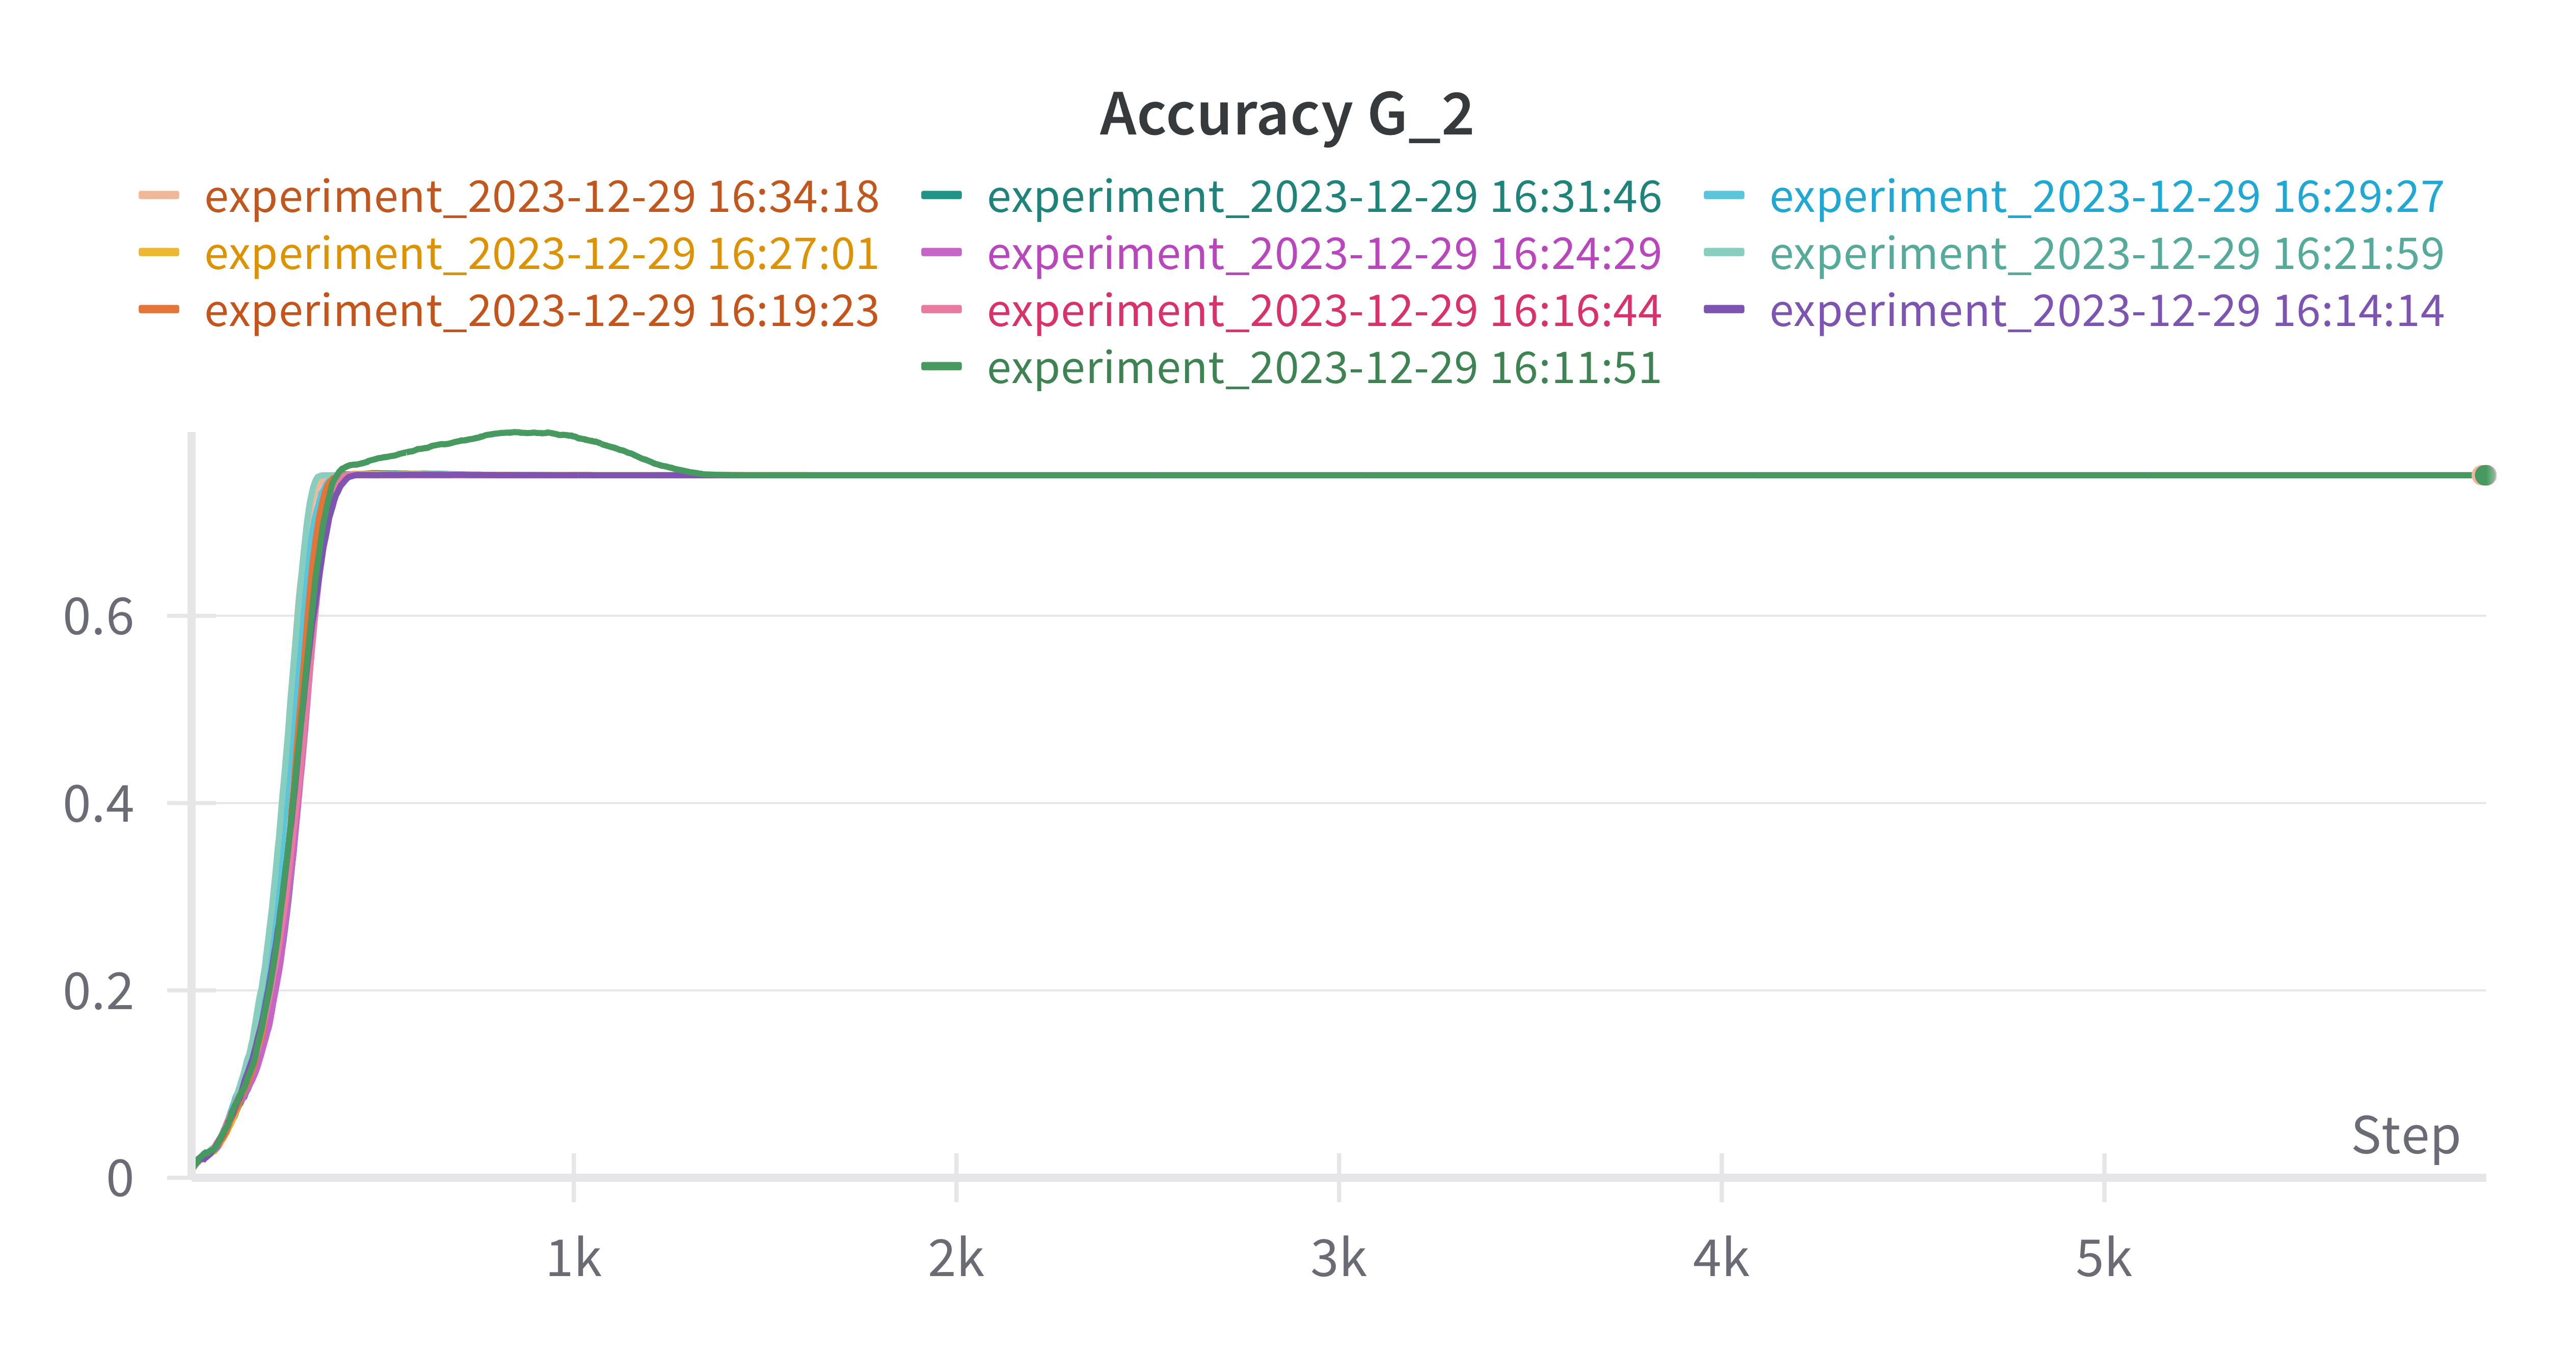 Accuracy G_2
experiment_2023-12-29 16:34:18 experiment_2023-12-29 16:31:46 experiment_2023-12-29 16:29:27
experiment_2023-12-29 16:27:01 experiment_2023-12-29 16:24:29 experiment_2023-12-29 16:21:59
experiment_2023-12-29 16:19:23 experiment_2023-12-29 16:16:44 experiment_2023-12-29 16:14:14
experiment_2023-12-29 16:11:51
0.6
0.4
0.2
Step
0
1k 2k 3k 4k 5k